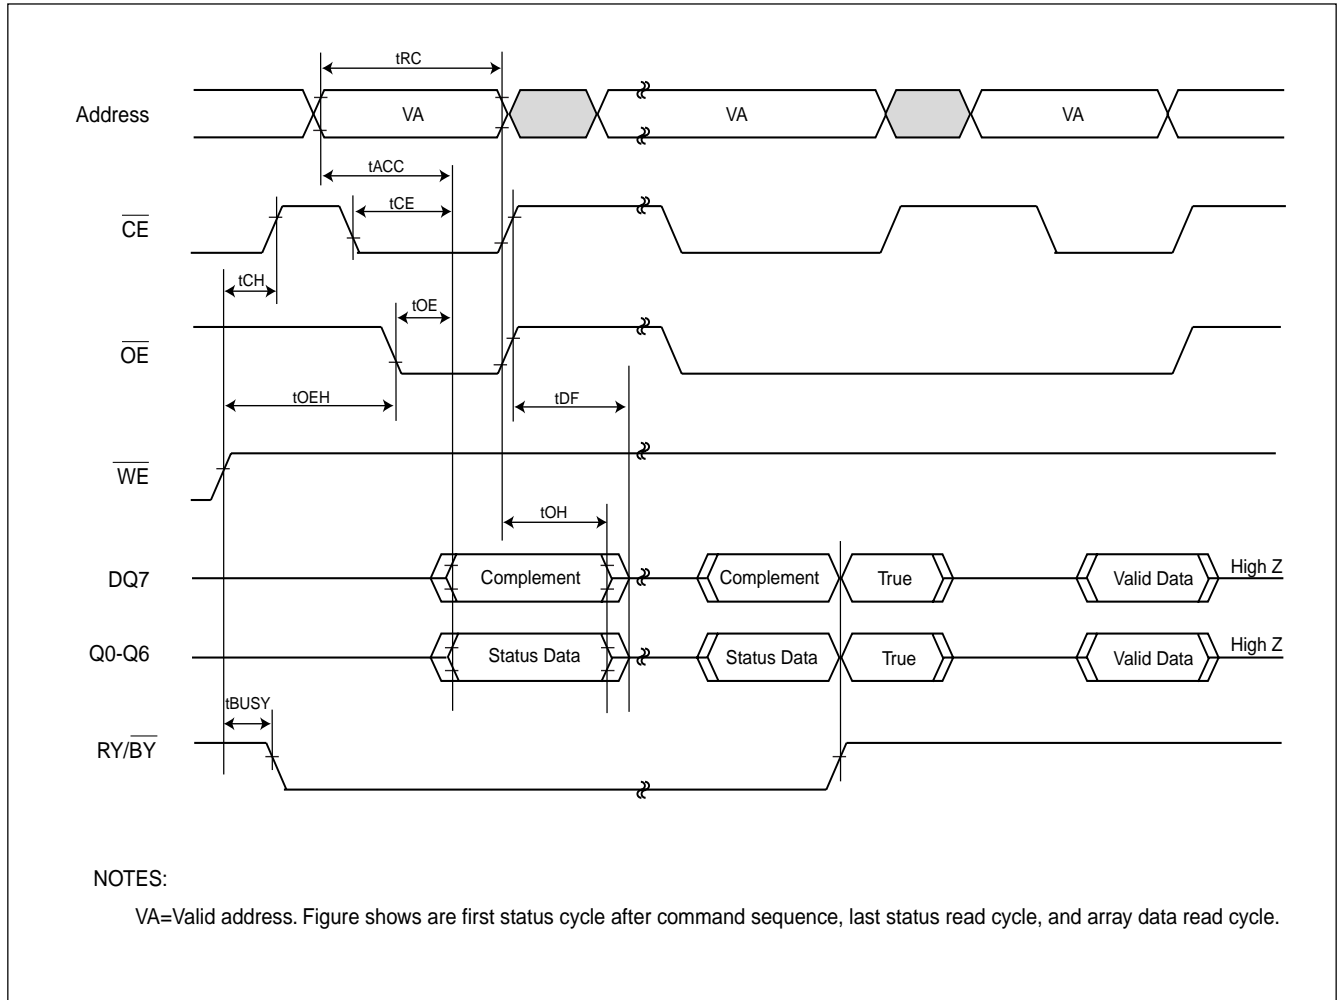 tRC
Address
VA
VA
VA
tACC
tCE
CE
tCH
tOE
OE
tOEH
tDF
WE
tOH
DQ7
Complement
Complement
True
Valid Data
High Z
Q0-Q6
Status Data
Status Data
True
Valid Data
High Z
tBUSY
RY/BY
NOTES:
VA=Valid address. Figure shows are first status cycle after command sequence, last status read cycle, and array data read cycle.